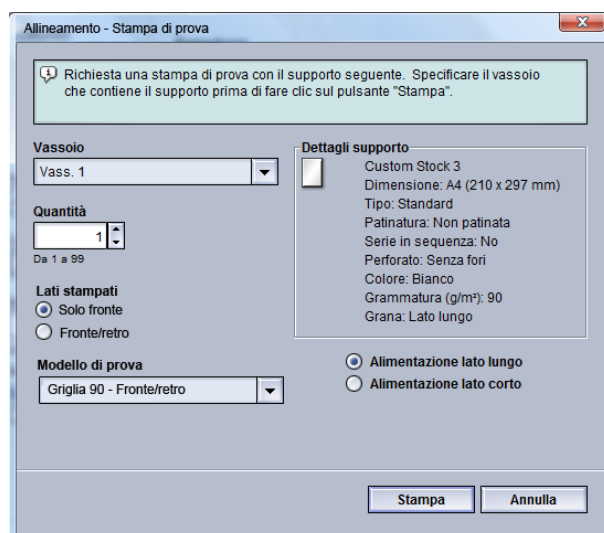 Allineamento - Stampa di prova
Richiesta una stampa di prova con il supporto seguente. Specificare il vassoio
che contiene il supporto prima di fare clic sul pulsante "Stampa".
Vassoio
Vass. 1
Quantità
1
Da 1 a 99
Lati stampati
Solo fronte
Fronte/retro
Modello di prova
Griglia 90 - Fronte/retro
Dettagli supporto
Custom Stock 3
Dimensione: A4 (210 x 297 mm)
Tipo: Standard
Patinatura: Non patinata
Serie in sequenza: No
Perforato: Senza fori
Colore: Bianco
Grammatura (g/m²): 90
Grana: Lato lungo
Alimentazione lato lungo
Alimentazione lato corto
Stampa
Annulla